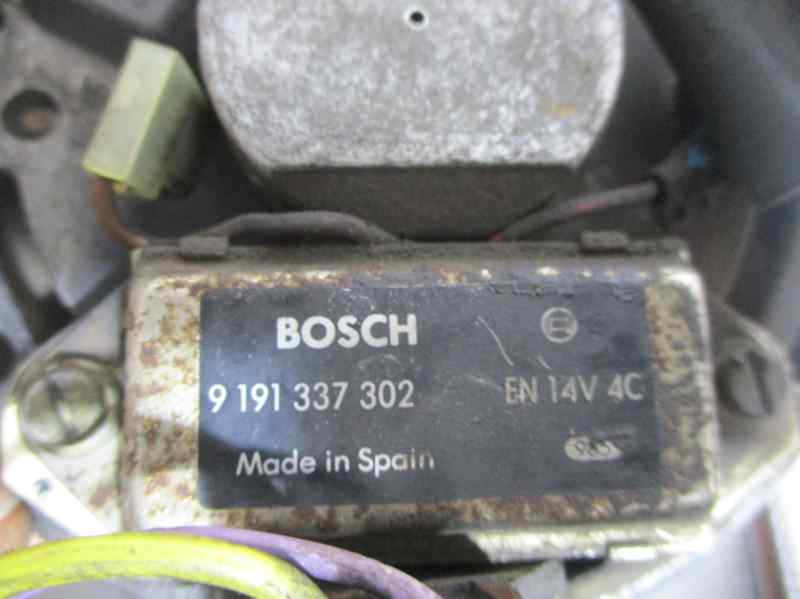 BOSCH
9 191 337 302
EN 14V 4C
Made in Spain